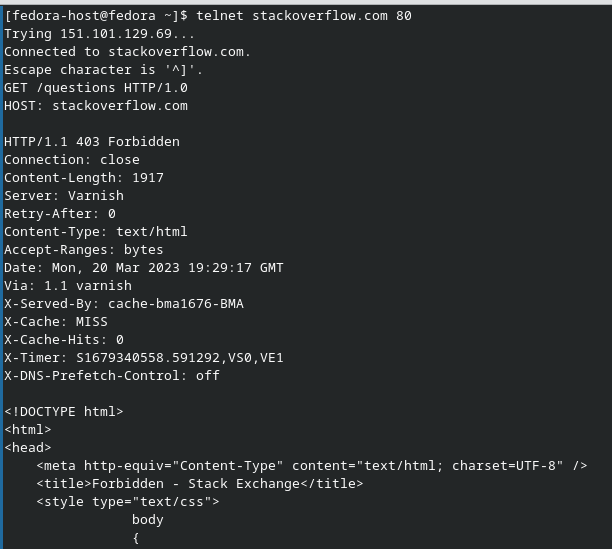 [fedora-host@fedora ~]$ telnet stackoverflow.com 80
Trying 151.101.129.69...
Connected to stackoverflow.com.
Escape character is '^]'.
GET /questions HTTP/1.0
HOST: stackoverflow.com

HTTP/1.1 403 Forbidden
Connection: close
Content-Length: 1917
Server: Varnish
Retry-After: 0
Content-Type: text/html
Accept-Ranges: bytes
Date: Mon, 20 Mar 2023 19:29:17 GMT
Via: 1.1 varnish
X-Served-By: cache-bma1676-BMA
X-Cache: MISS
X-Cache-Hits: 0
X-Timer: S1679340558.591292,VS0,VE1
X-DNS-Prefetch-Control: off

<!DOCTYPE html>
<html>
<head>
    <meta http-equiv="Content-Type" content="text/html; charset=UTF-8" />
    <title>Forbidden - Stack Exchange</title>
    <style type="text/css">
                body
                {